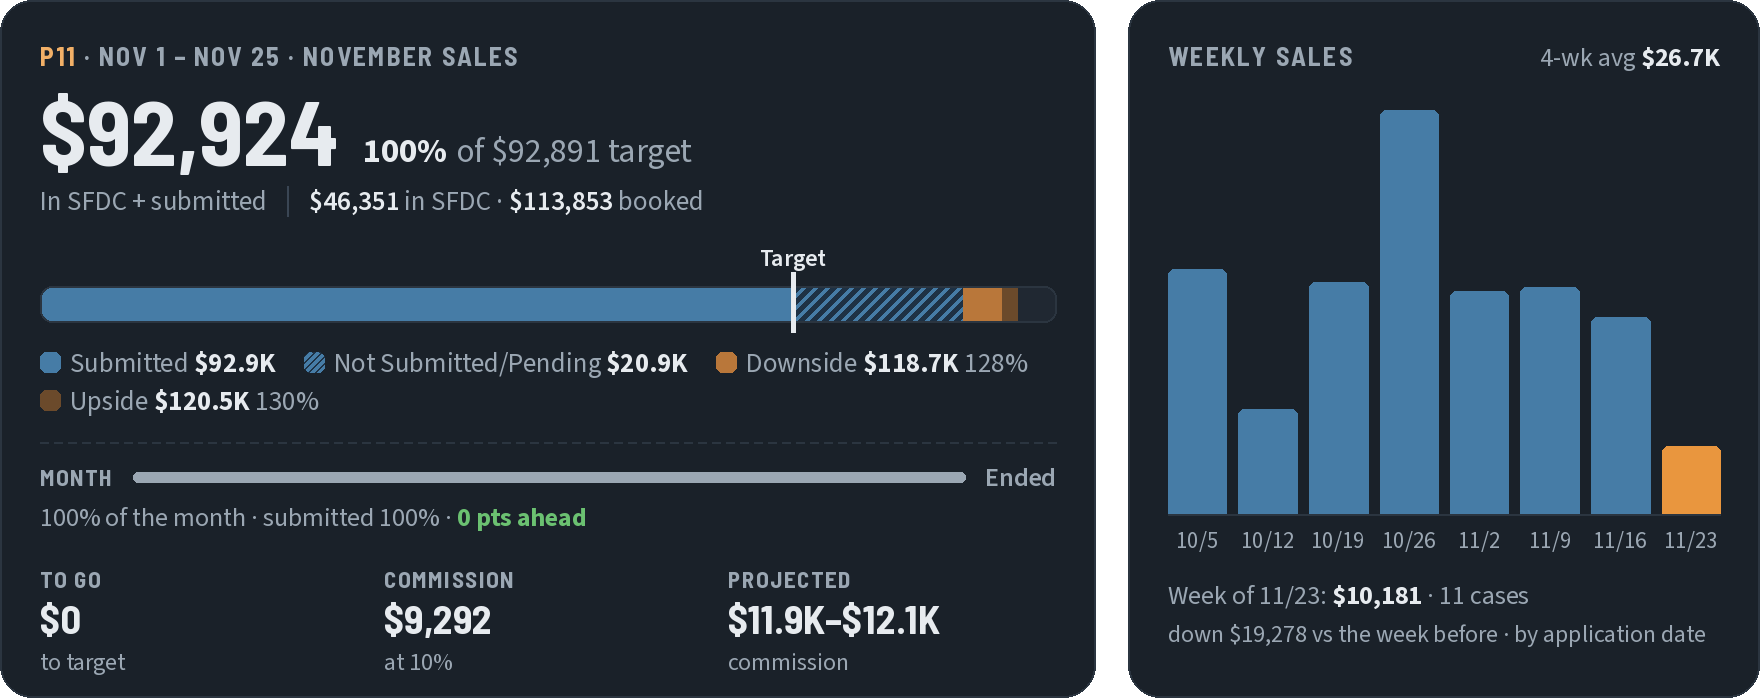 P11 · NOV 1 – NOV 25 · NOVEMBER SALES
$92,924 100% of $92,891 target
In SFDC + submitted $46,351 in SFDC · $113,853 booked
Target
Submitted $92.9K Not Submitted/Pending $20.9K Downside $118.7K 128%
Upside $120.5K 130%
MONTH Ended
100% of the month · submitted 100% · 0 pts ahead
TO GO COMMISSION PROJECTED
$0 $9,292 $11.9K–$12.1K
to target at 10% commission
WEEKLY SALES 4-wk avg $26.7K
10/5 10/12 10/19 10/26 11/2 11/9 11/16 11/23
Week of 11/23: $10,181 · 11 cases
down $19,278 vs the week before · by application date